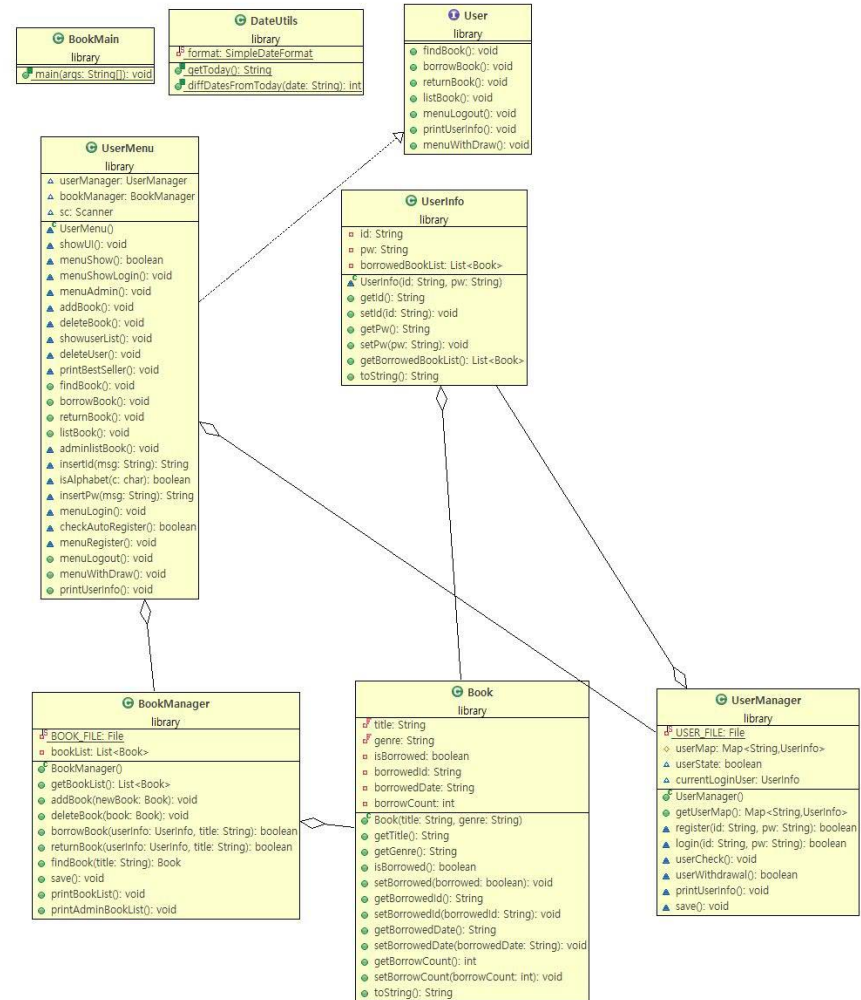 BookMain
library
main(args: String[]): void
DateUtils
library
format: SimpleDateFormat
getToday(): String
diffDatesFromToday(date: String): int
User
library
findBook(): void
borrowBook(): void
returnBook(): void
listBook(): void
menuLogout(): void
printUserInfo(): void
menuWithDraw(): void
UserMenu
library
userManager: UserManager
bookManager: BookManager
sc: Scanner
UserMenu()
showUI(): void
menuShow(): boolean
menuShowLogin(): void
menuAdmin(): void
addBook(): void
deleteBook(): void
showuserList(): void
deleteUser(): void
printBestSeller(): void
findBook(): void
borrowBook(): void
returnBook(): void
listBook(): void
adminlistBook(): void
insertId(msg: String): String
isAlphabet(c: char): boolean
insertPw(msg: String): String
menuLogin(): void
checkAutoRegister(): boolean
menuRegister(): void
menuLogout(): void
menuWithDraw(): void
printUserInfo(): void
UserInfo
library
id: String
pw: String
borrowedBookList: List<Book>
UserInfo(id: String, pw: String)
getId(): String
setId(id: String): void
getPw(): String
setPw(pw: String): void
getBorrowedBookList(): List<Book>
toString(): String
BookManager
library
BOOK_FILE: File
bookList: List<Book>
BookManager()
getBookList(): List<Book>
addBook(newBook: Book): void
deleteBook(book: Book): void
borrowBook(userInfo: UserInfo, title: String): boolean
returnBook(userInfo: UserInfo, title: String): boolean
findBook(title: String): Book
save(): void
printBookList(): void
printAdminBookList(): void
Book
library
title: String
genre: String
isBorrowed: boolean
borrowedId: String
borrowedDate: String
borrowCount: int
Book(title: String, genre: String)
getTitle(): String
getGenre(): String
isBorrowed(): boolean
setBorrowed(borrowed: boolean): void
getBorrowedId(): String
setBorrowedId(borrowedId: String): void
getBorrowedDate(): String
setBorrowedDate(borrowedDate: String): void
getBorrowCount(): int
setBorrowCount(borrowCount: int): void
toString(): String
UserManager
library
USER_FILE: File
userMap: Map<String,UserInfo>
userState: boolean
currentLoginUser: UserInfo
UserManager()
getUserMap(): Map<String,UserInfo>
register(id: String, pw: String): boolean
login(id: String, pw: String): boolean
userCheck(): void
userWithdrawal(): boolean
printUserInfo(): void
save(): void